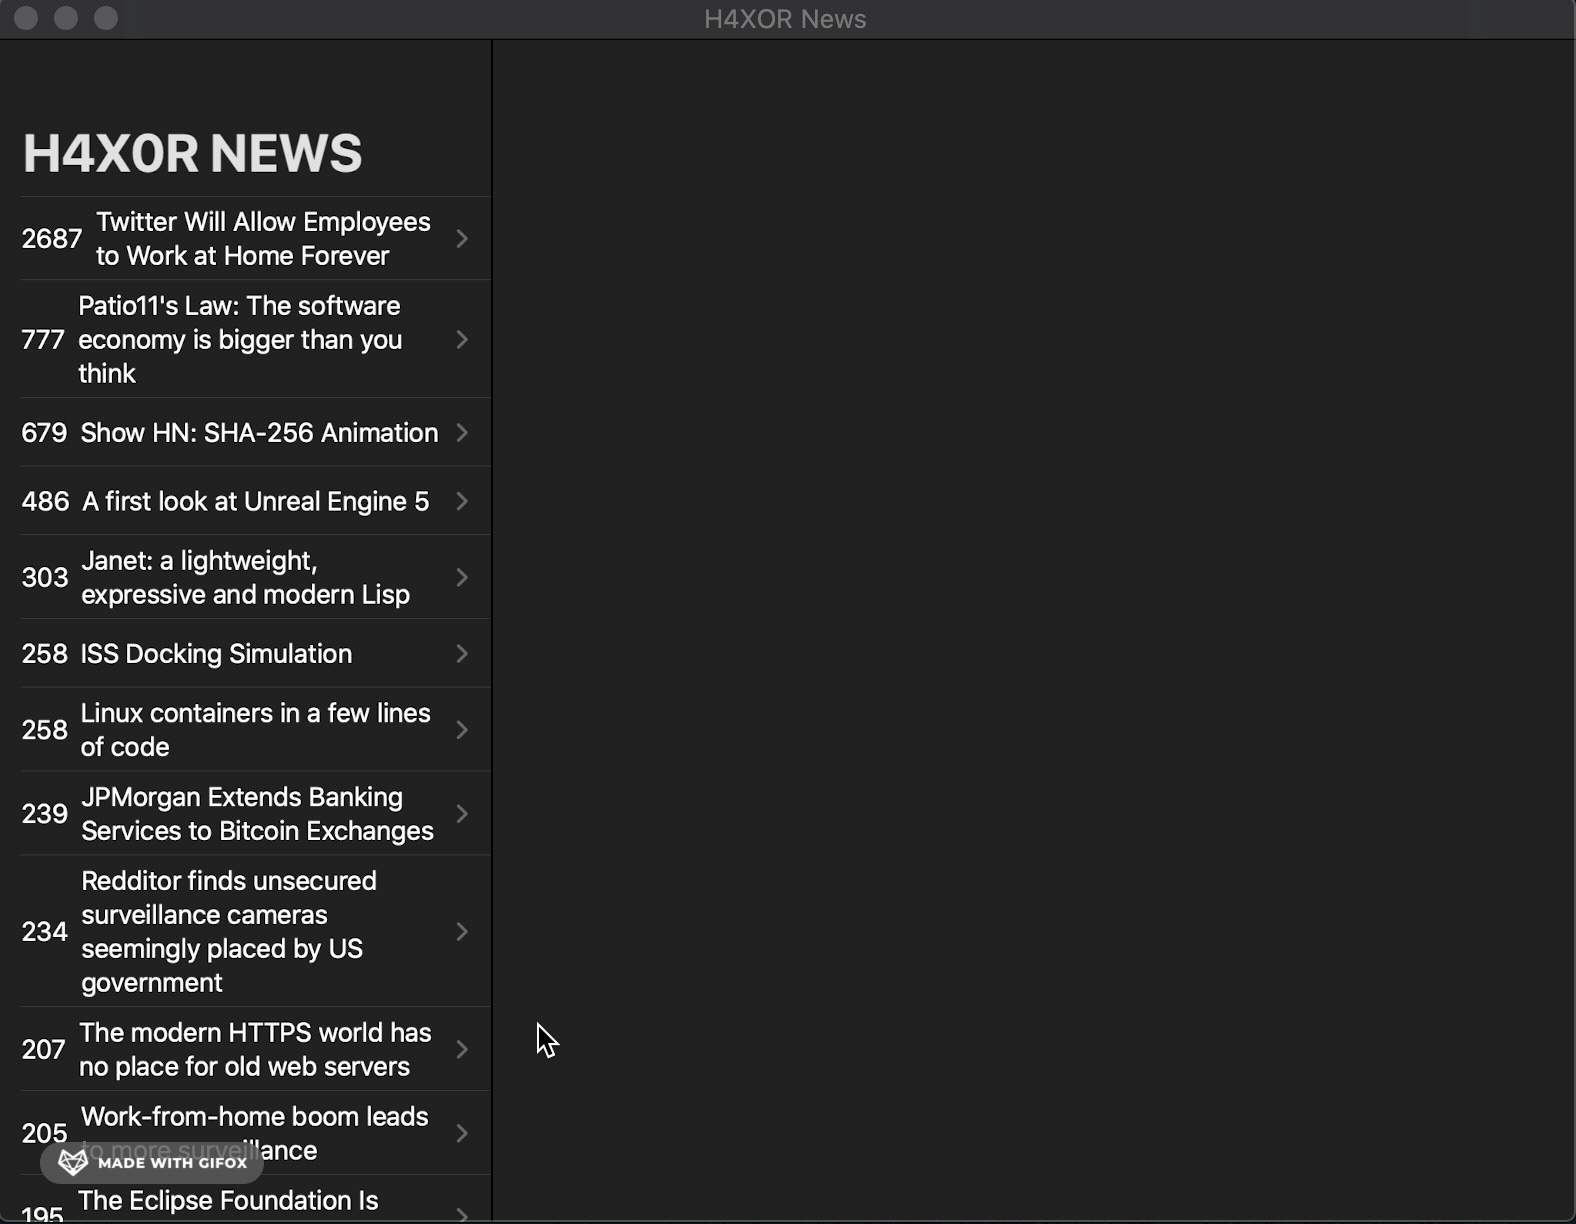 H4XOR News
H4X0R NEWS
2687
Twitter Will Allow Employees
to Work at Home Forever
777
Patio11's Law: The software
economy is bigger than you
think
679 Show HN: SHA-256 Animation
486 A first look at Unreal Engine 5
303
Janet: a lightweight,
expressive and modern Lisp
258 ISS Docking Simulation
258
Linux containers in a few lines
of code
239
JPMorgan Extends Banking
Services to Bitcoin Exchanges
234
Redditor finds unsecured
surveillance cameras
seemingly placed by US
government
207
The modern HTTPS world has
no place for old web servers
205
Work-from-home boom leads
to more surveillance
MADE WITH GIFOX
195
The Eclipse Foundation Is